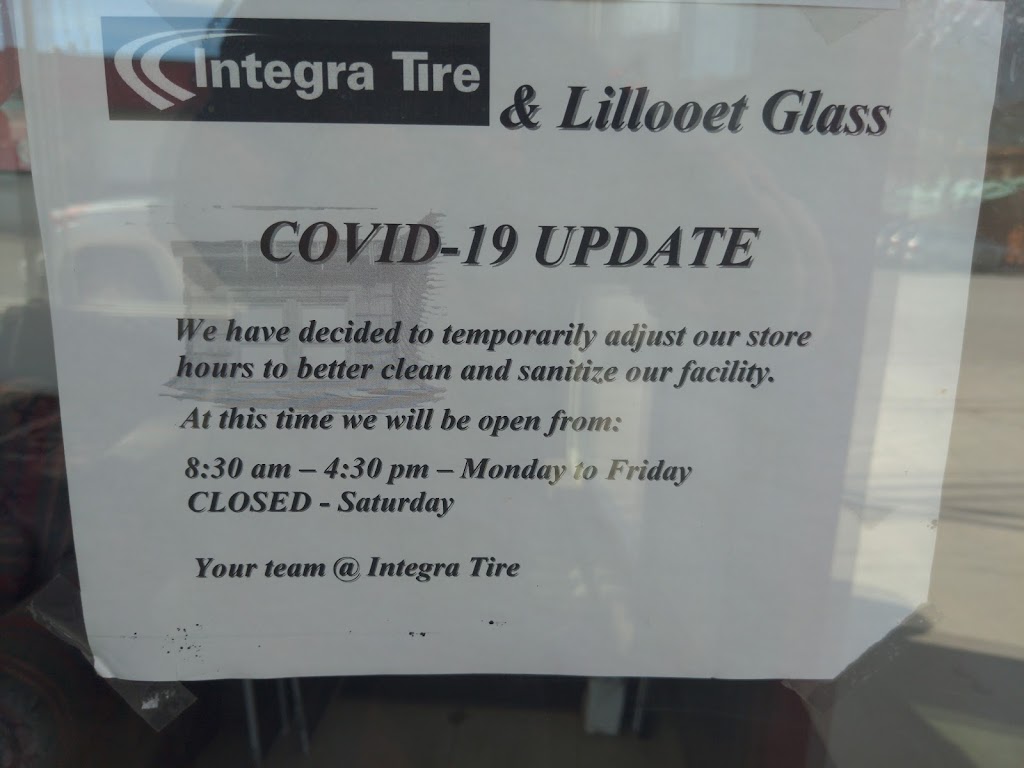 Integra Tire & Lillooet Glass
COVID-19 UPDATE
We have decided to temporarily adjust our store
hours to better clean and sanitize our facility.
At this time we will be open from:
8:30 am – 4:30 pm – Monday to Friday
CLOSED - Saturday
Your team @ Integra Tire